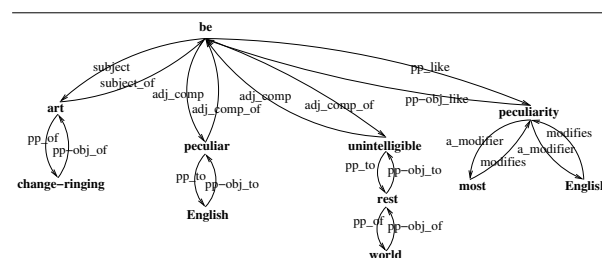 be
subject
pp_like
subject_of
adj_comp
adj_comp
pp-obj_like
adj_comp_of
adj_comp_of
art
peculiarity
pp_of
pp-obj_of
peculiar
unintelligible
a_modifier
modifies
a_modifier
modifies
pp_to
pp-obj_to
pp_to
pp-obj_to
change-ringing
most
English
rest
English
pp_of
pp-obj_of
world